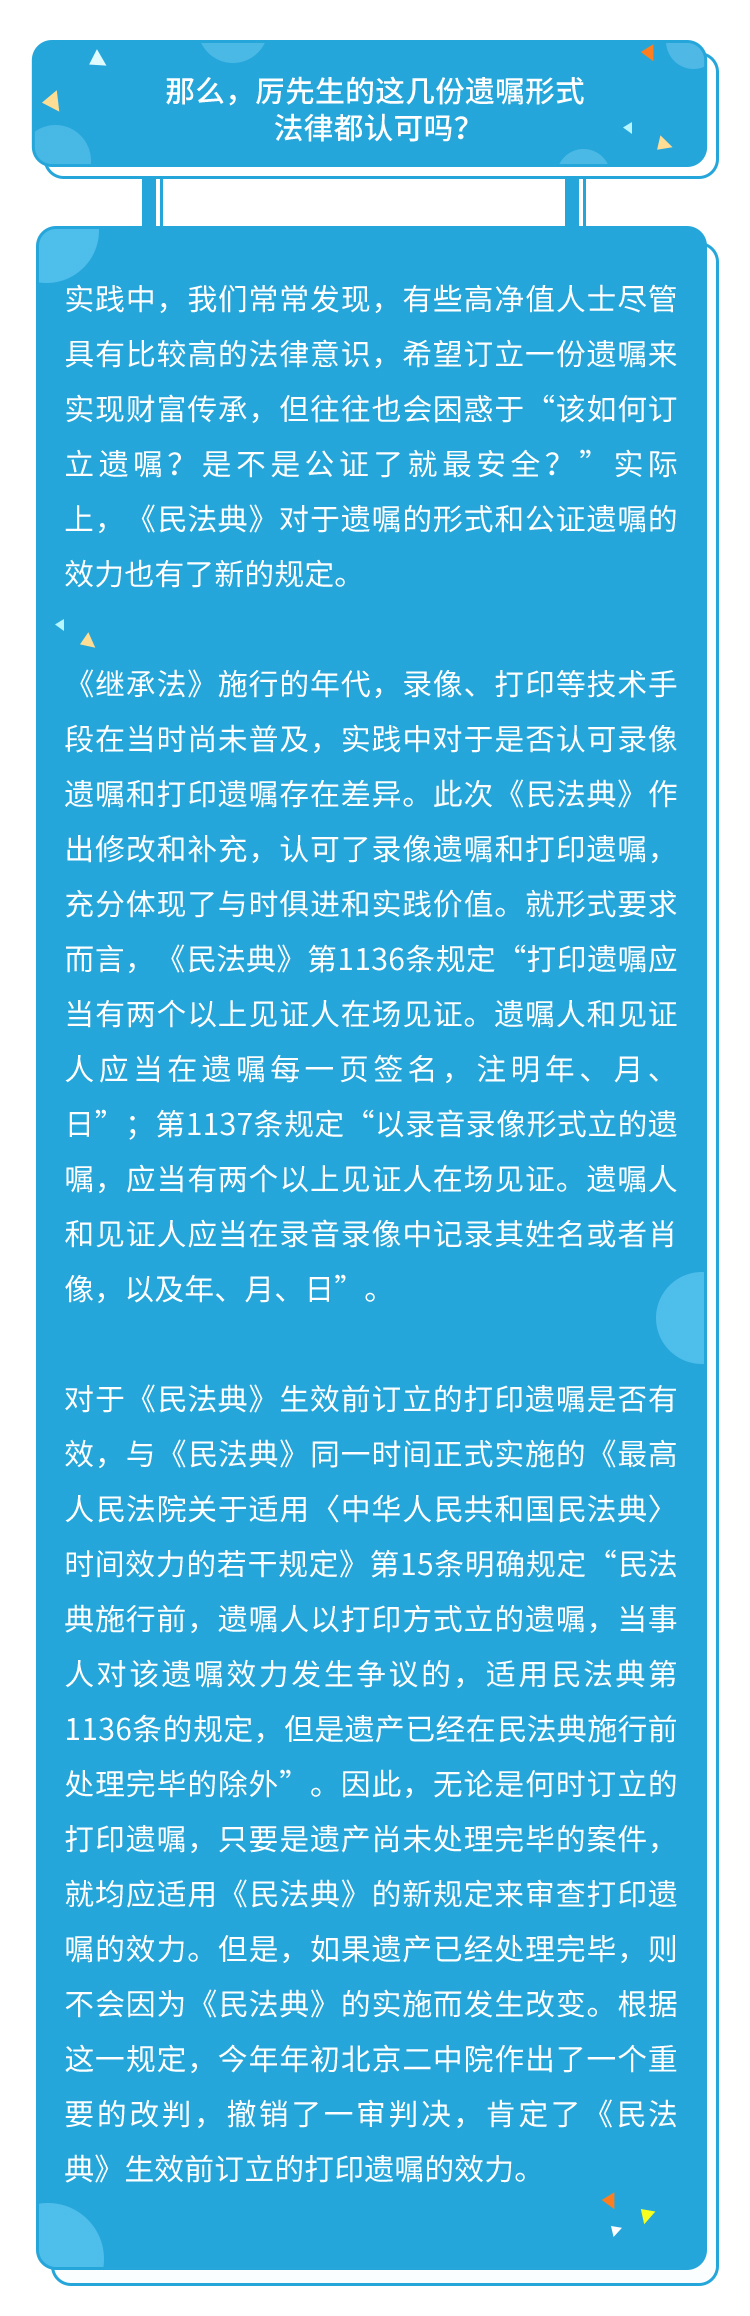 那么，厉先生的这几份遗嘱形式
法律都认可吗？
实践中，我们常常发现，有些高净值人士尽管
具有比较高的法律意识，希望订立一份遗嘱来
实现财富传承，但往往也会困惑于“该如何订
立遗嘱？是不是公证了就最安全？”实际
上，《民法典》对于遗嘱的形式和公证遗嘱的
效力也有了新的规定。
《继承法》施行的年代，录像、打印等技术手
段在当时尚未普及，实践中对于是否认可录像
遗嘱和打印遗嘱存在差异。此次《民法典》作
出修改和补充，认可了录像遗嘱和打印遗嘱，
充分体现了与时俱进和实践价值。就形式要求
而言，《民法典》第1136条规定“打印遗嘱应
当有两个以上见证人在场见证。遗嘱人和见证
人应当在遗嘱每一页签名，注明年、月、
日”；第1137条规定“以录音录像形式立的遗
嘱，应当有两个以上见证人在场见证。遗嘱人
和见证人应当在录音录像中记录其姓名或者肖
像，以及年、月、日”。
对于《民法典》生效前订立的打印遗嘱是否有
效，与《民法典》同一时间正式实施的《最高
人民法院关于适用〈中华人民共和国民法典〉
时间效力的若干规定》第15条明确规定“民法
典施行前，遗嘱人以打印方式立的遗嘱，当事
人对该遗嘱效力发生争议的，适用民法典第
1136条的规定，但是遗产已经在民法典施行前
处理完毕的除外”。因此，无论是何时订立的
打印遗嘱，只要是遗产尚未处理完毕的案件，
就均应适用《民法典》的新规定来审查打印遗
嘱的效力。但是，如果遗产已经处理完毕，则
不会因为《民法典》的实施而发生改变。根据
这一规定，今年年初北京二中院作出了一个重
要的改判，撤销了一审判决，肯定了《民法
典》生效前订立的打印遗嘱的效力。